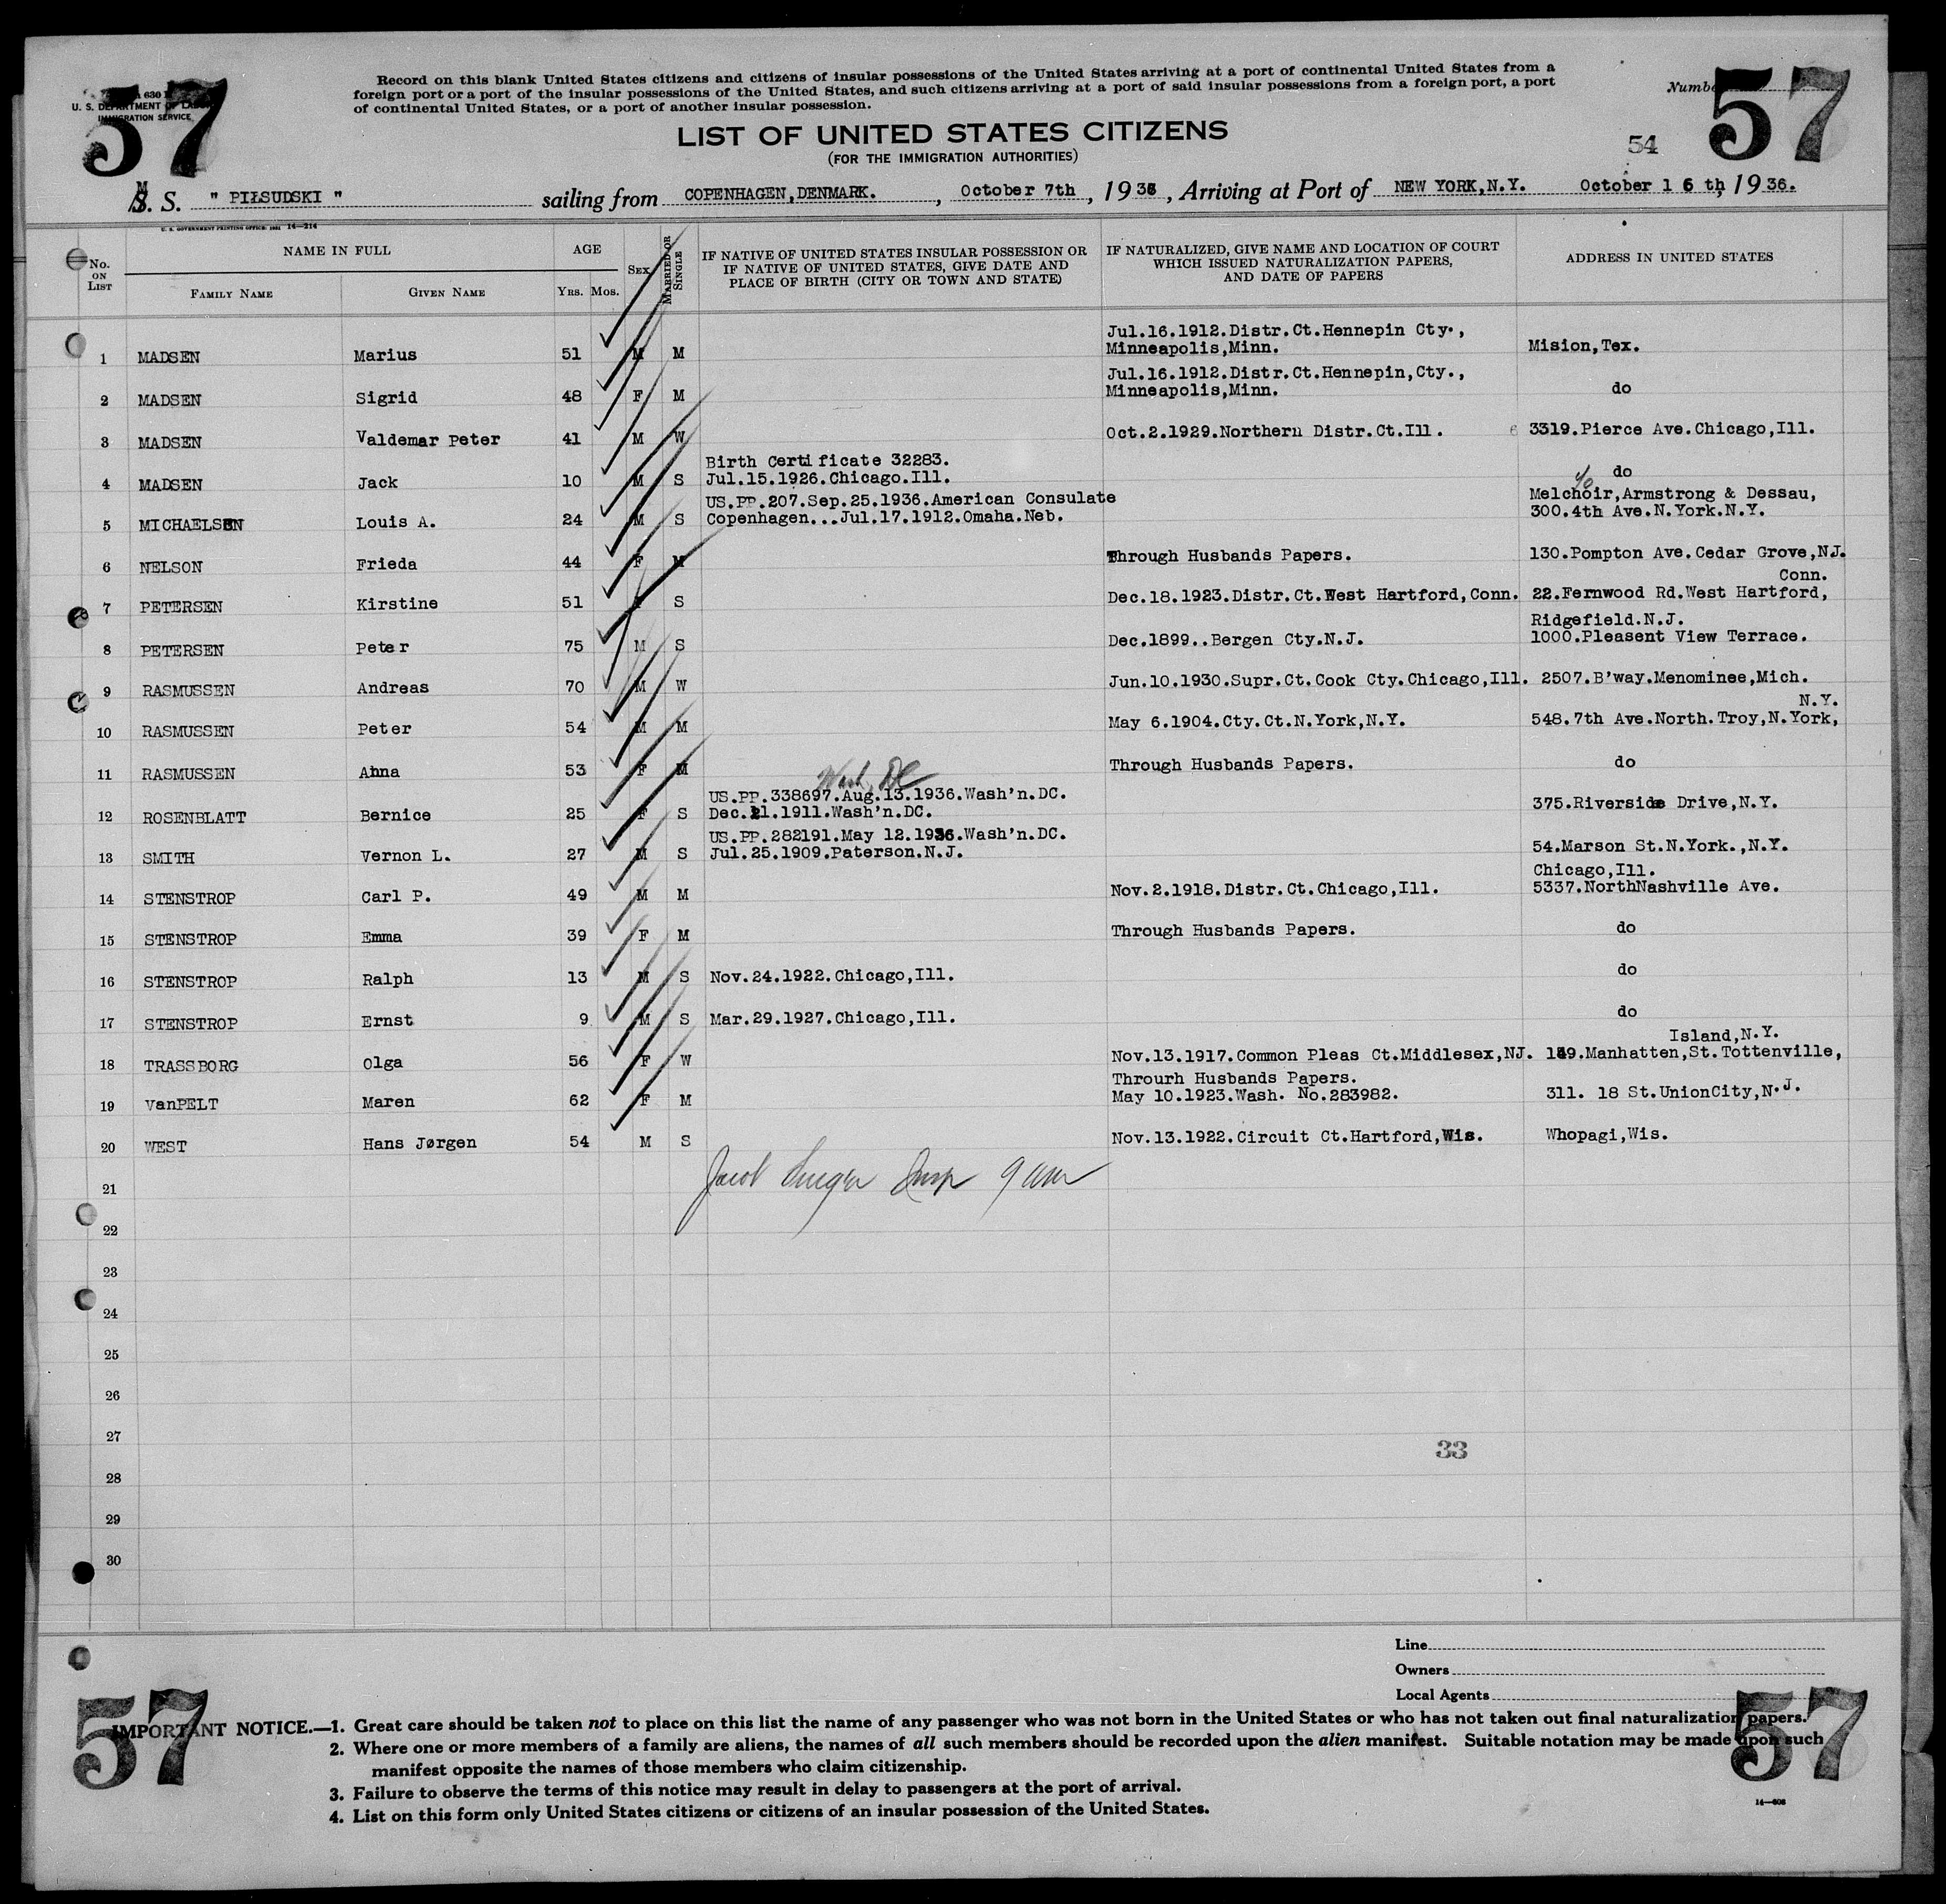 57
57
630
U. S. DEPARTMENT OF LABOR
IMMIGRATION SERVICE
Record on this blank United States citizens and citizens of insular possessions of the United States arriving at a port of continental United States from a
foreign port or a port of the insular possessions of the United States, and such citizens arriving at a port of said insular possessions from a foreign port, a port
of continental United States, or a port of another insular possession.
Number
LIST OF UNITED STATES CITIZENS
(FOR THE IMMIGRATION AUTHORITIES)
54
M
S. S. " PIŁSUDSKI " sailing from COPENHAGEN, DENMARK. , October 7th , 1936 , Arriving at Port of NEW YORK, N.Y. October 16th, 1936.
U. S. GOVERNMENT PRINTING OFFICE: 1931 14—214
No. ON LIST
NAME IN FULL
FAMILY NAME
GIVEN NAME
AGE
YRS. MOS.
SEX
MARRIED OR SINGLE
IF NATIVE OF UNITED STATES INSULAR POSSESSION OR
IF NATIVE OF UNITED STATES, GIVE DATE AND
PLACE OF BIRTH (CITY OR TOWN AND STATE)
IF NATURALIZED, GIVE NAME AND LOCATION OF COURT
WHICH ISSUED NATURALIZATION PAPERS,
AND DATE OF PAPERS
ADDRESS IN UNITED STATES
Jul.16.1912.Distr.Ct.Hennepin Cty.,
1 MADSEN Marius 51 M M Minneapolis,Minn. Mision,Tex.
Jul.16.1912.Distr.Ct.Hennepin,Cty.,
2 MADSEN Sigrid 48 F M Minneapolis,Minn. do
3 MADSEN Valdemar Peter 41 M W Oct.2.1929.Northern Distr.Ct.Ill. 3319.Pierce Ave.Chicago,Ill.
Birth Certificate 32283.
4 MADSEN Jack 10 M S Jul.15.1926.Chicago.Ill. do
US.PP.207.Sep.25.1936.American Consulate c/o Melchoir,Armstrong & Dessau,
5 MICHAELSEN Louis A. 24 M S Copenhagen...Jul.17.1912.Omaha.Neb. 300.4th Ave.N.York.N.Y.
6 NELSON Frieda 44 F M Through Husbands Papers. 130.Pompton Ave.Cedar Grove,NJ.
Conn.
7 PETERSEN Kirstine 51 F S Dec.18.1923.Distr.Ct.West Hartford,Conn. 22.Fernwood Rd.West Hartford,
Ridgefield.N.J.
8 PETERSEN Peter 75 M S Dec.1899..Bergen Cty.N.J. 1000.Pleasent View Terrace.
9 RASMUSSEN Andreas 70 M W Jun.10.1930.Supr.Ct.Cook Cty.Chicago,Ill. 2507.B'way.Menominee,Mich.
N.Y.
10 RASMUSSEN Peter 54 M M May 6.1904.Cty.Ct.N.York,N.Y. 548.7th Ave.North.Troy,N.York,
11 RASMUSSEN Anna 53 F M Through Husbands Papers. do
Wash, DC
US.PP.338697.Aug.13.1936.Wash'n.DC.
12 ROSENBLATT Bernice 25 F S Dec.21.1911.Wash'n.DC. 375.Riverside Drive,N.Y.
US.PP.282191.May 12.1936.Wash'n.DC.
13 SMITH Vernon L. 27 M S Jul.25.1909.Paterson.N.J. 54.Marson St.N.York.,N.Y.
Chicago,Ill.
14 STENSTROP Carl P. 49 M M Nov.2.1918.Distr.Ct.Chicago,Ill. 5337.NorthNashville Ave.
15 STENSTROP Emma 39 F M Through Husbands Papers. do
16 STENSTROP Ralph 13 M S Nov.24.1922.Chicago,Ill. do
17 STENSTROP Ernst 9 M S Mar.29.1927.Chicago,Ill. do
Island,N.Y.
18 TRASSBORG Olga 56 F W Nov.13.1917.Common Pleas Ct.Middlesex,NJ. Manhatten,St.Tottenville,
Throurh Husbands Papers.
19 VanPELT Maren 62 F M May 10.1923.Wash. No.283982. 311. 18 St.UnionCity,N.J.
20 WEST Hans Jørgen 54 M S Nov.13.1922.Circuit Ct.Hartford,Wis. Whopagi,Wis.
21
22
23
24
25
26
27
28
29
30
33
Line
Owners
Local Agents
57
57
IMPORTANT NOTICE.—1. Great care should be taken not to place on this list the name of any passenger who was not born in the United States or who has not taken out final naturalization papers.
2. Where one or more members of a family are aliens, the names of all such members should be recorded upon the alien manifest. Suitable notation may be made upon such
manifest opposite the names of those members who claim citizenship.
3. Failure to observe the terms of this notice may result in delay to passengers at the port of arrival.
4. List on this form only United States citizens or citizens of an insular possession of the United States.